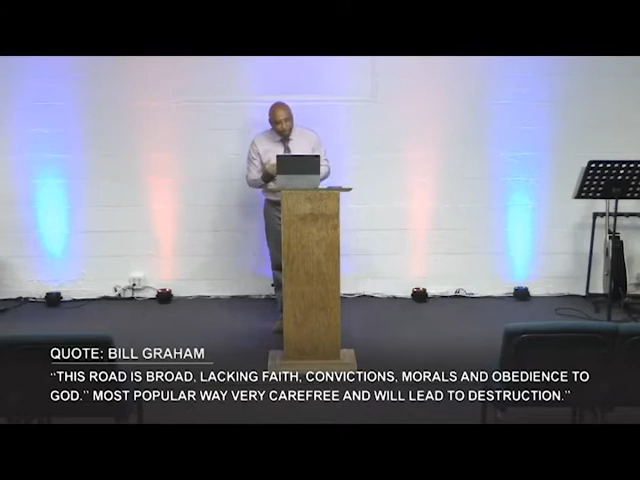 QUOTE: BILL GRAHAM
“THIS ROAD IS BROAD, LACKING FAITH, CONVICTIONS, MORALS AND OBEDIENCE TO
GOD.” MOST POPULAR WAY VERY CAREFREE AND WILL LEAD TO DESTRUCTION.”